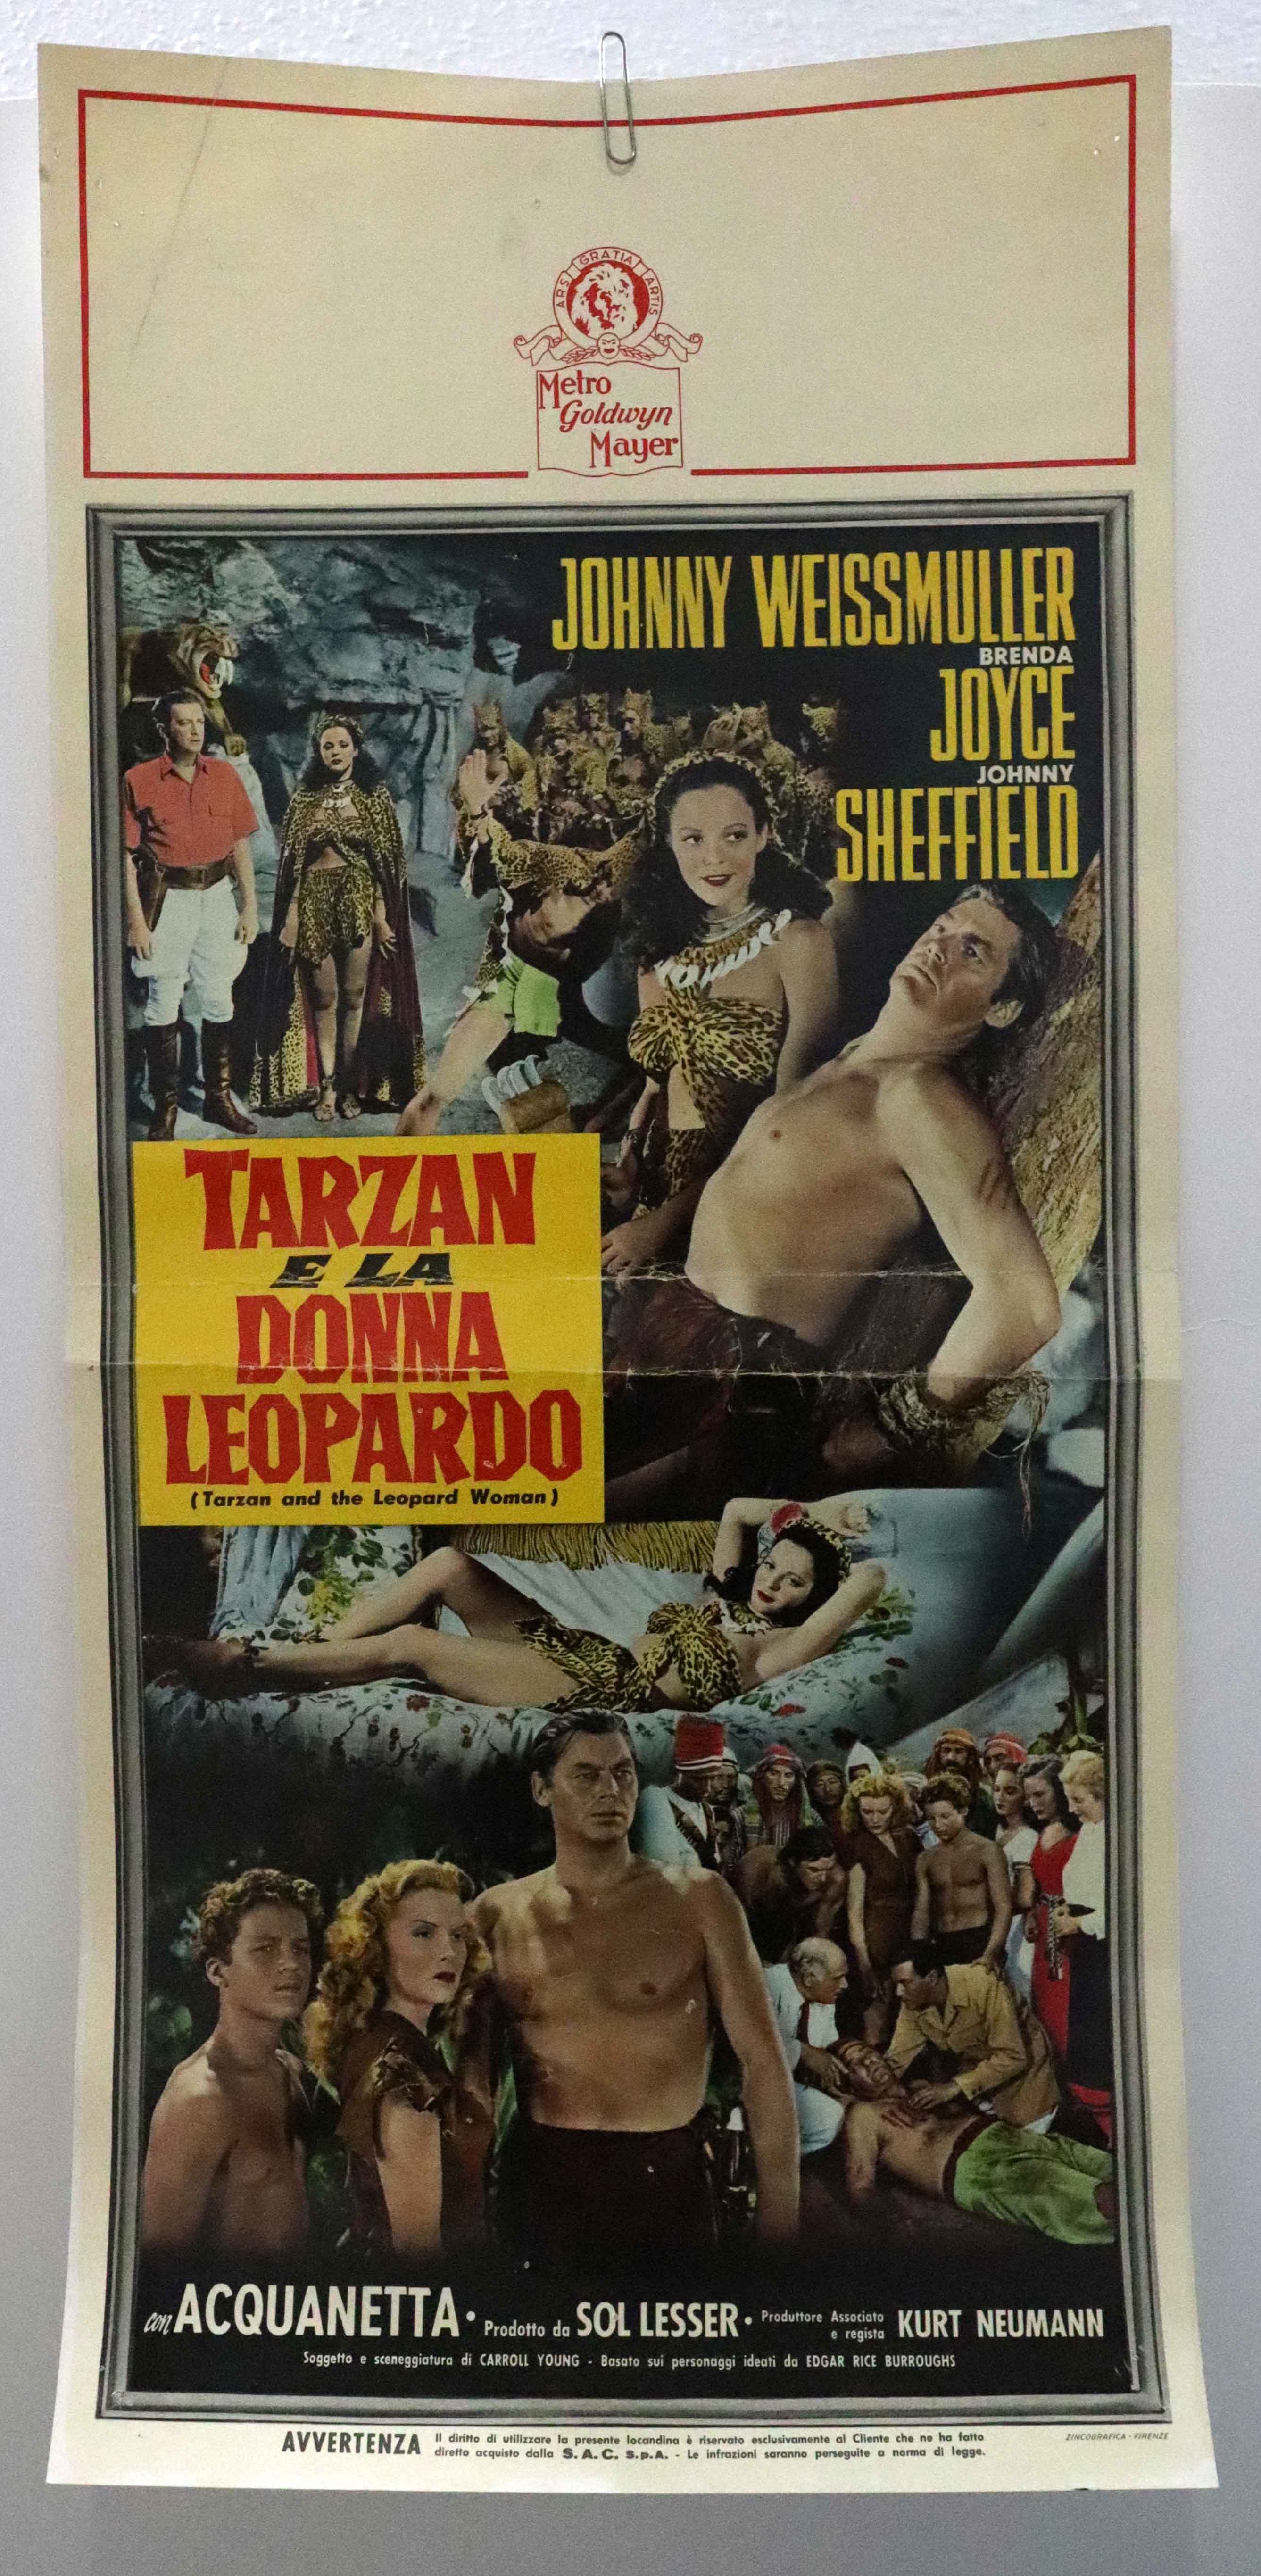 ARS GRATIA ARTIS
Metro
Goldwyn
Mayer
JOHNNY WEISSMULLER
BRENDA
JOYCE
JOHNNY
SHEFFIELD
TARZAN
E LA
DONNA
LEOPARDO
(Tarzan and the Leopard Woman)
con ACQUANETTA • Prodotto da SOL LESSER • Produttore Associato e regista KURT NEUMANN
Soggetto e sceneggiatura di CARROLL YOUNG - Basato sui personaggi ideati da EDGAR RICE BURROUGHS
AVVERTENZA Il diritto di utilizzare la presente locandina è riservato esclusivamente al Cliente che ne ha fatto
diretto acquisto dalla S.A.C. S.p.A. - Le infrazioni saranno perseguite a norma di legge.
ZINCOGRAFICA - FIRENZE